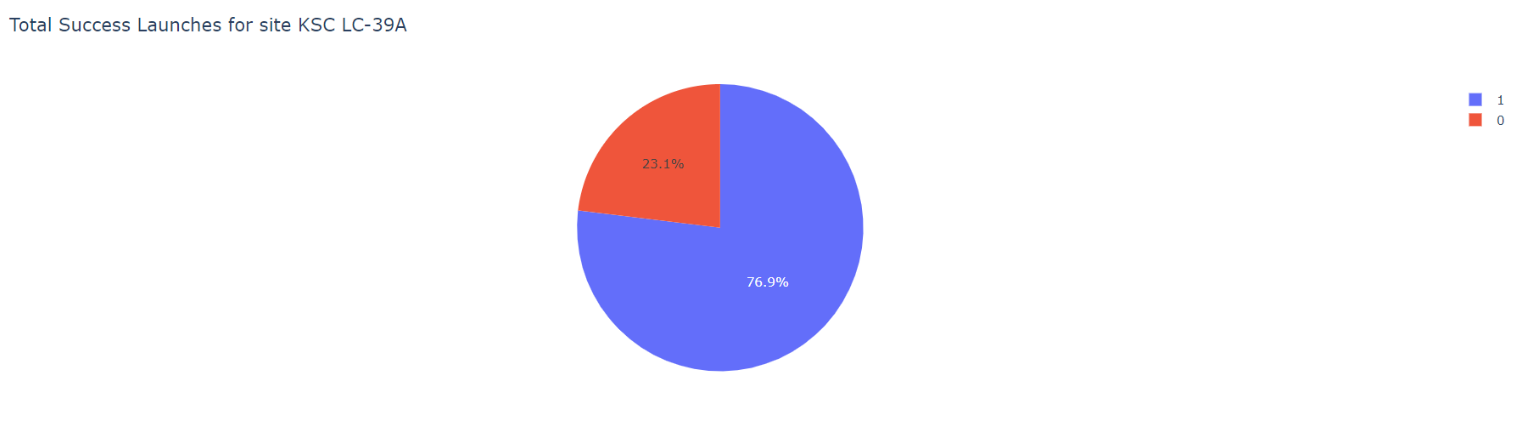 Total Success Launches for site KSC LC-39A
1
0
23.1%
76.9%